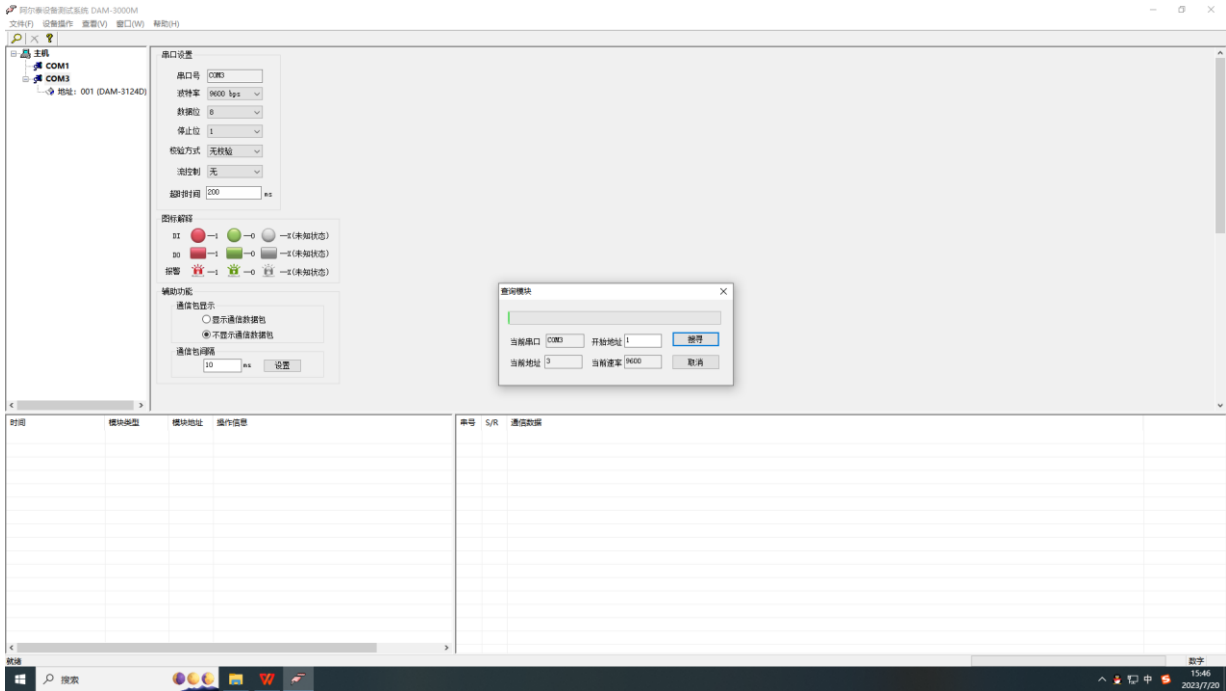 阿尔泰设备测试系统 DAM-3000M
文件(F) 设备操作 查看(V) 窗口(W) 帮助(H)
主机
COM1
COM3
地址: 001 (DAM-3124D)
串口设置
串口号 COM3
波特率 9600 bps
数据位 8
停止位 1
校验方式 无校验
流控制 无
超时时间 200 ms
图标解释
DI —1 —0 —X(未知状态)
DO —1 —0 —X(未知状态)
报警 —1 —0 —X(未知状态)
辅助功能
通信包显示
显示通信数据包
不显示通信数据包
通信包间隔
10 ms 设置
查询模块
当前串口 COM3 开始地址 1 搜寻
当前地址 3 当前速率 9600 取消
时间 模块类型 模块地址 操作信息
串号 S/R 通信数据
就绪 数字
搜索
中
15:46
2023/7/20